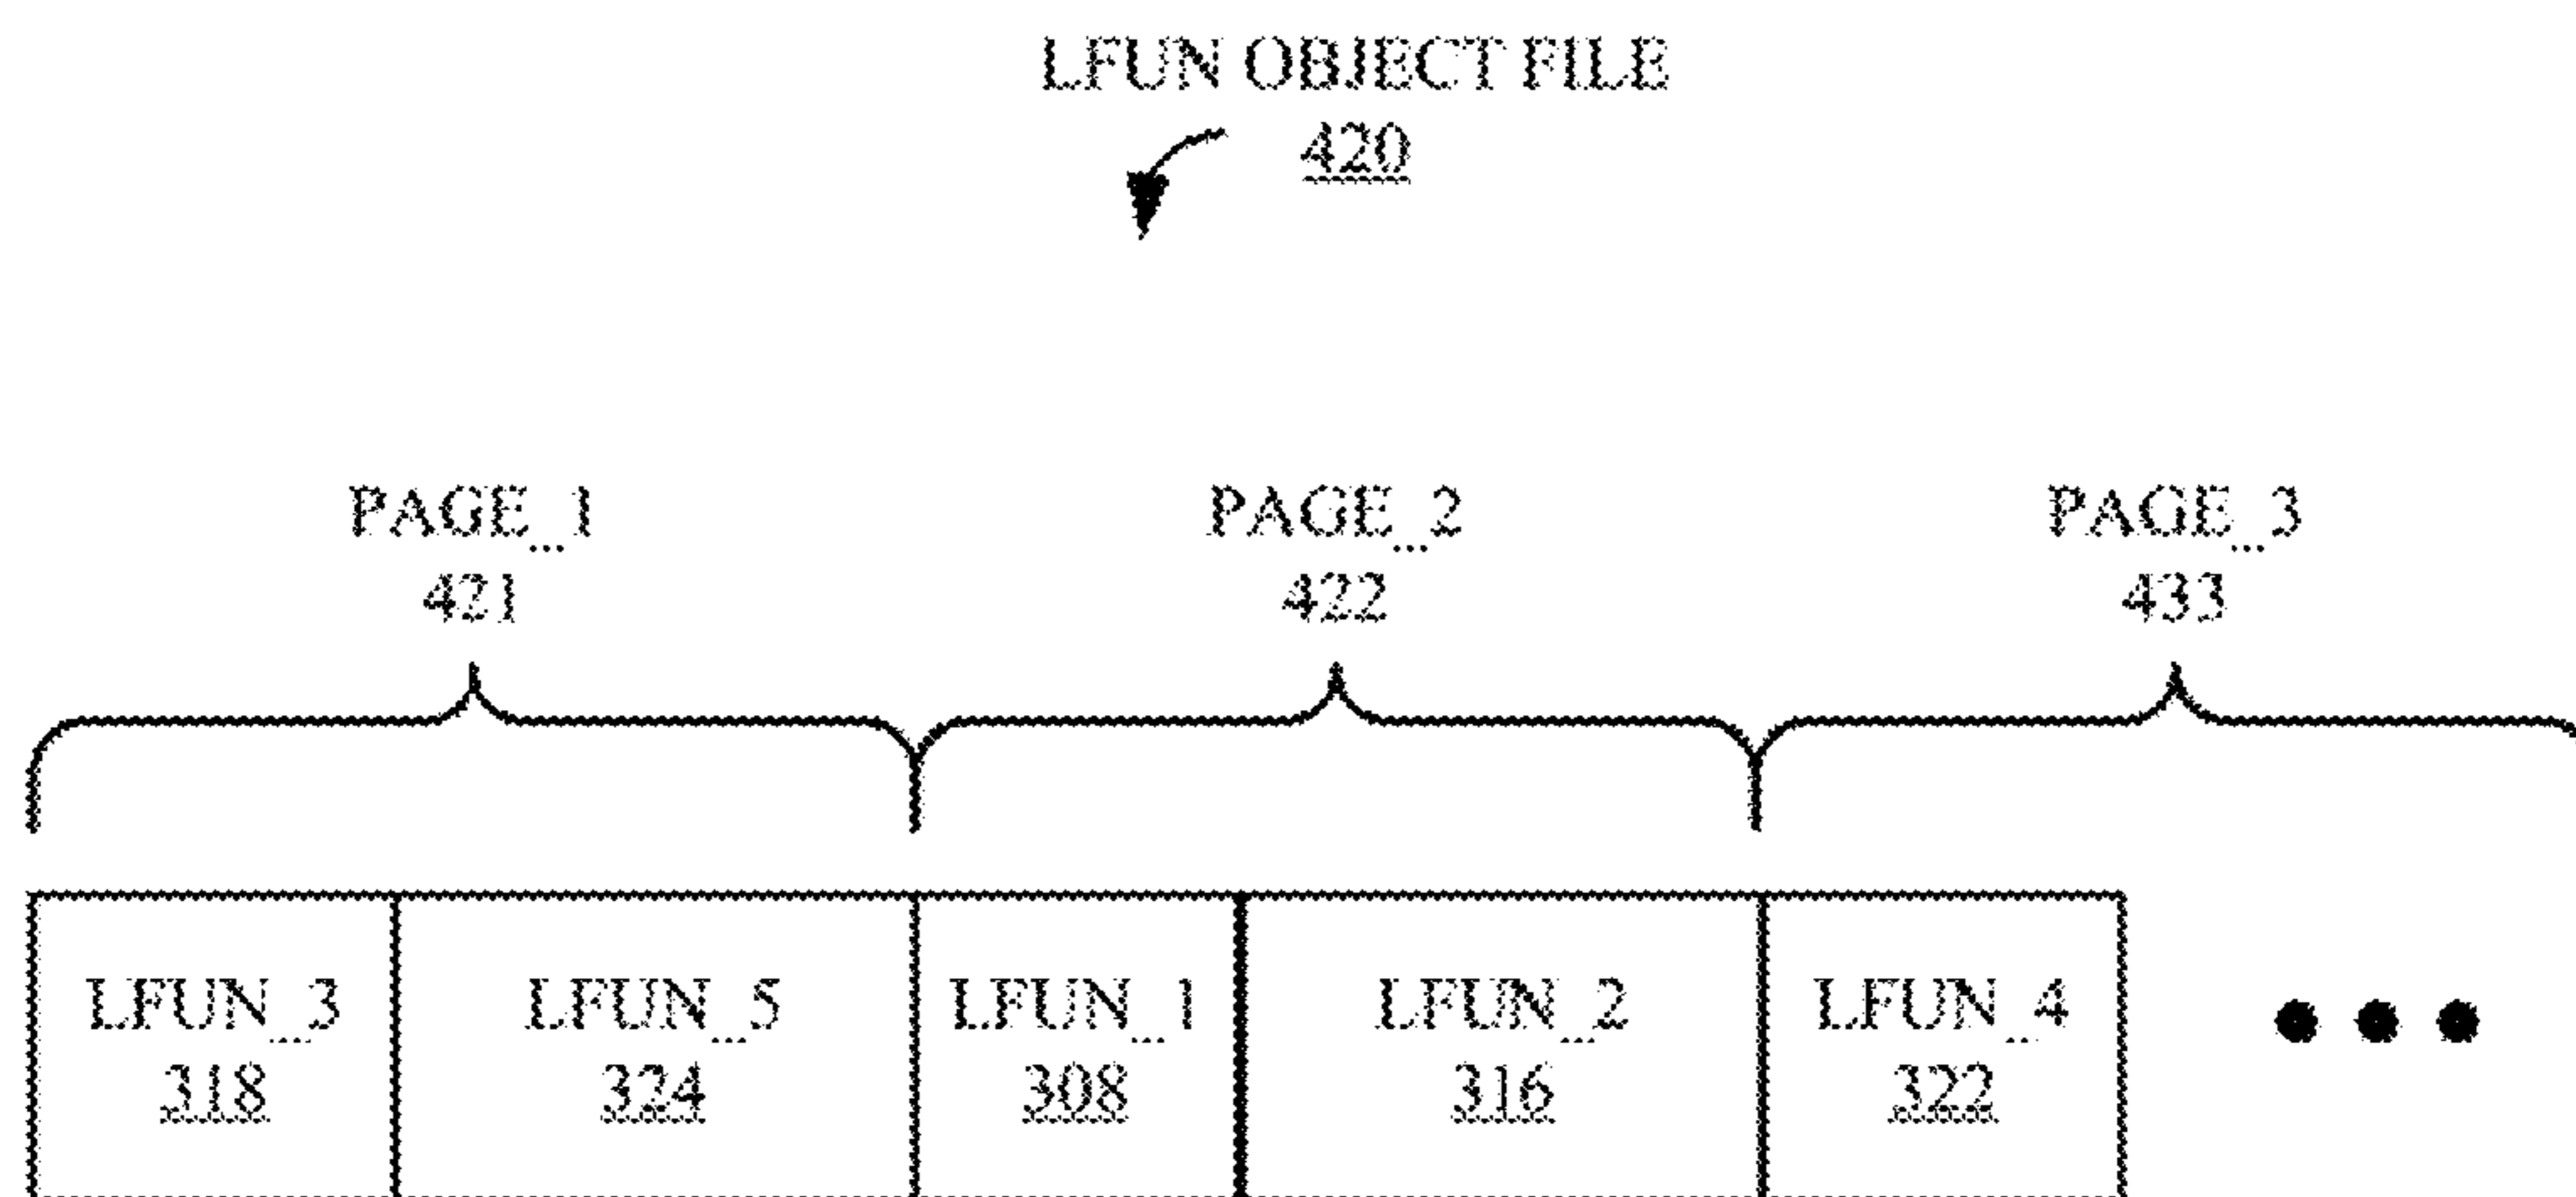 LFUN OBJECT FILE
420
PAGE_1
421
PAGE_2
422
PAGE_3
433
LFUN_3
318
LFUN_5
324
LFUN_1
308
LFUN_2
316
LFUN_4
322